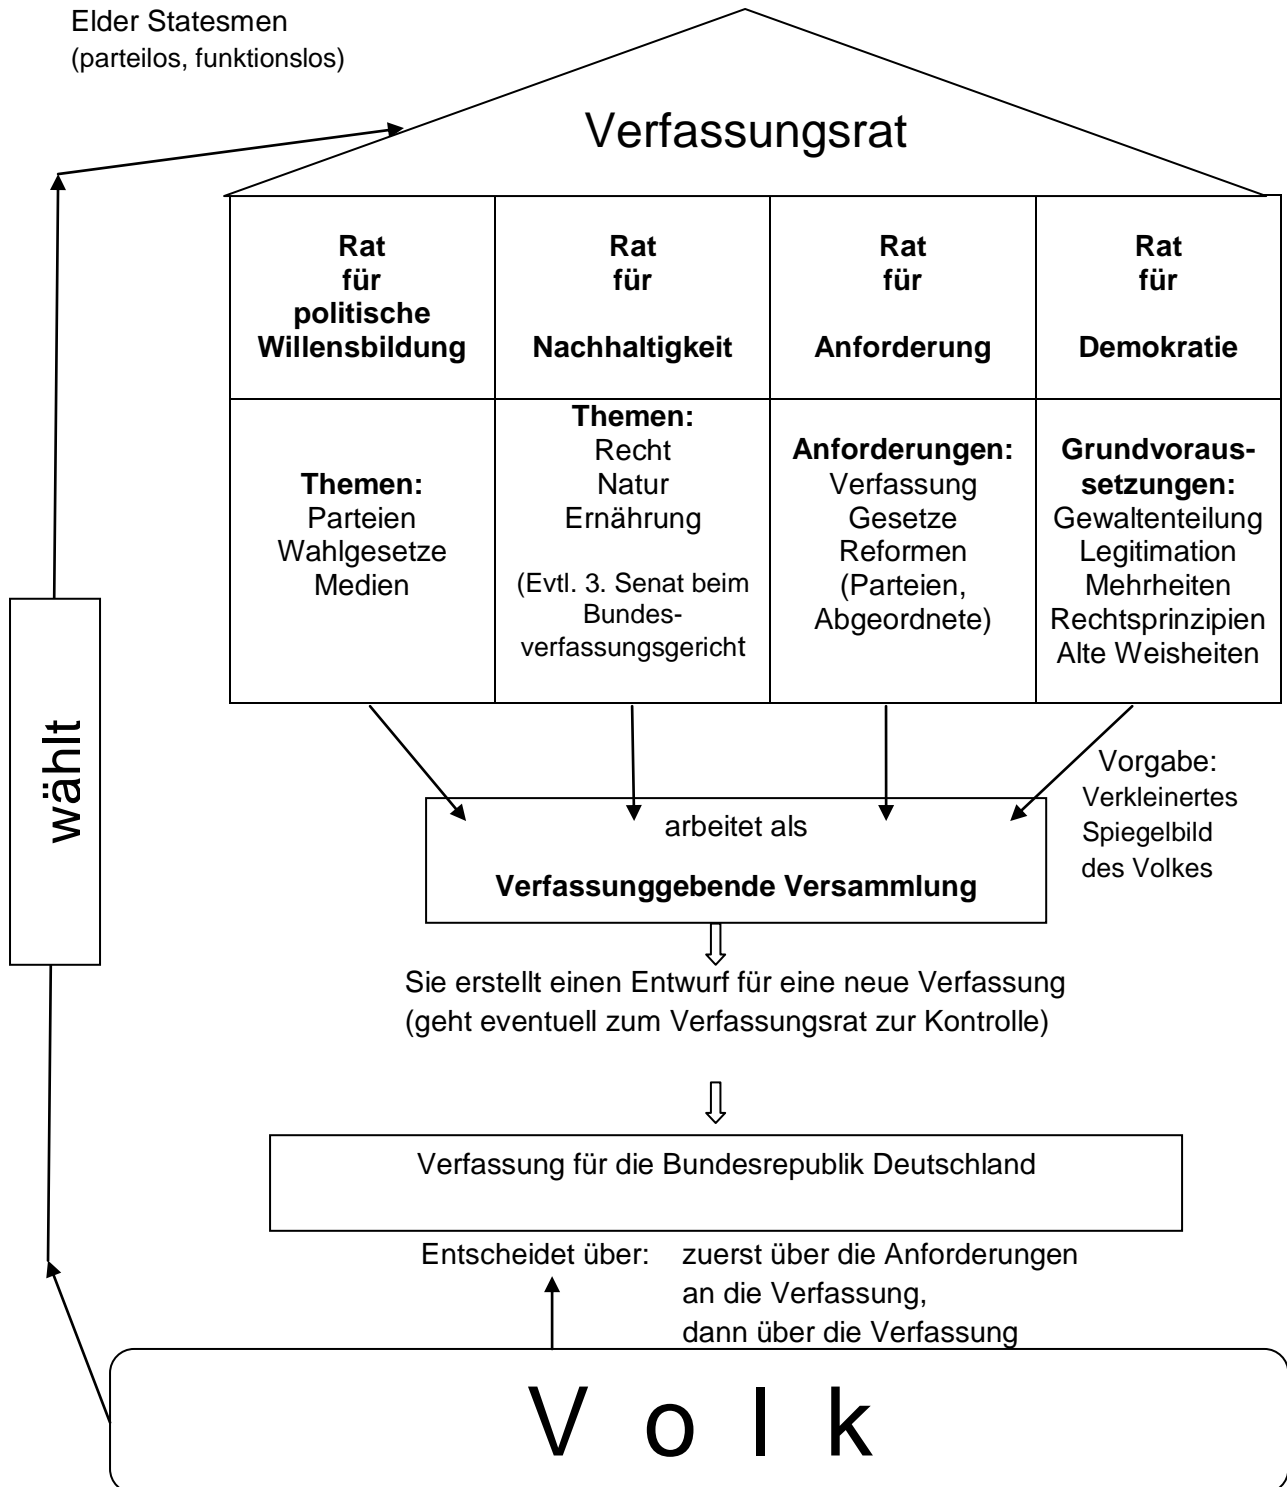 Elder Statesmen
(parteilos, funktionslos)
Verfassungsrat
Rat
für
politische
Willensbildung
Rat
für
Nachhaltigkeit
Rat
für
Anforderung
Rat
für
Demokratie
Themen:
Parteien
Wahlgesetze
Medien
Themen:
Recht
Natur
Ernährung
(Evtl. 3. Senat beim
Bundes-
verfassungsgericht
Anforderungen:
Verfassung
Gesetze
Reformen
(Parteien,
Abgeordnete)
Grundvoraus-
setzungen:
Gewaltenteilung
Legitimation
Mehrheiten
Rechtsprinzipien
Alte Weisheiten
wählt
Vorgabe:
Verkleinertes
Spiegelbild
des Volkes
arbeitet als
Verfassunggebende Versammlung
Sie erstellt einen Entwurf für eine neue Verfassung
(geht eventuell zum Verfassungsrat zur Kontrolle)
Verfassung für die Bundesrepublik Deutschland
Entscheidet über: zuerst über die Anforderungen
an die Verfassung,
dann über die Verfassung
V o l k